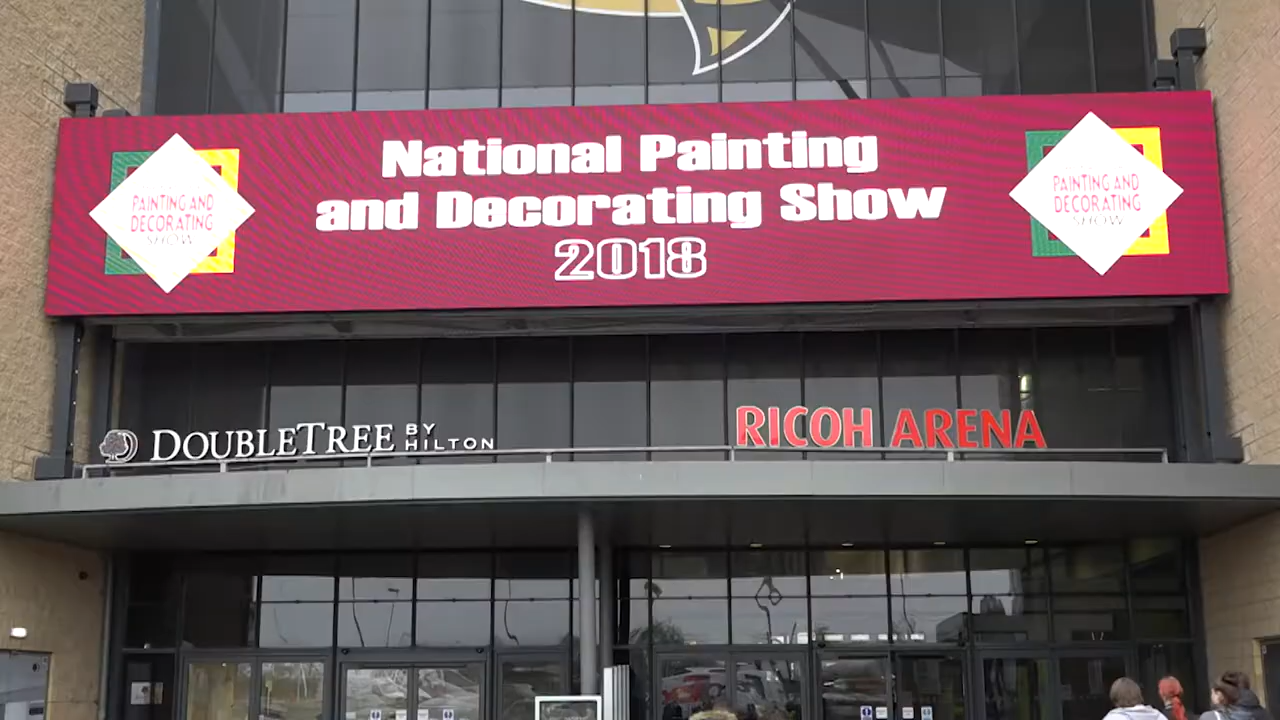 National Painting
and Decorating Show
2018
PAINTING AND
DECORATING
SHOW
PAINTING AND
DECORATING
SHOW
DOUBLETREE BY HILTON
RICOH ARENA